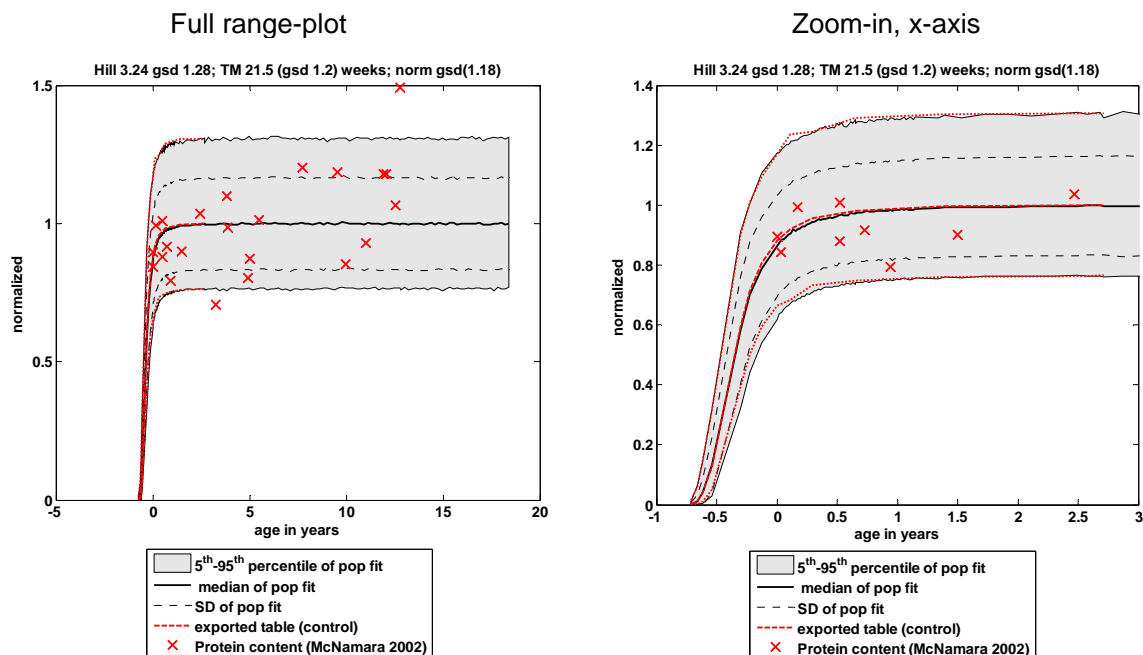 Full range-plot
Hill 3.24 gsd 1.28; TM 21.5 (gsd 1.2) weeks; norm gsd(1.18)
1.5
1
0.5
0
normalized
-5
0
5
10
15
20
age in years
5th-95th percentile of pop fit
median of pop fit
SD of pop fit
exported table (control)
Protein content (McNamara 2002)
Zoom-in, x-axis
Hill 3.24 gsd 1.28; TM 21.5 (gsd 1.2) weeks; norm gsd(1.18)
1.4
1.2
1
0.8
0.6
0.4
0.2
0
normalized
-1
-0.5
0
0.5
1
1.5
2
2.5
3
age in years
5th-95th percentile of pop fit
median of pop fit
SD of pop fit
exported table (control)
Protein content (McNamara 2002)